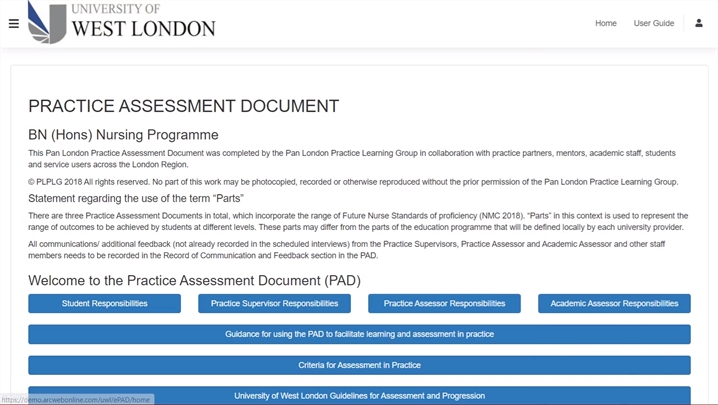 UNIVERSITY OF
WEST LONDON
Home User Guide
PRACTICE ASSESSMENT DOCUMENT
BN (Hons) Nursing Programme
This Pan London Practice Assessment Document was completed by the Pan London Practice Learning Group in collaboration with practice partners, mentors, academic staff, students
and service users across the London Region.
© PLPLG 2018 All rights reserved. No part of this work may be photocopied, recorded or otherwise reproduced without the prior permission of the Pan London Practice Learning Group.
Statement regarding the use of the term “Parts”
There are three Practice Assessment Documents in total, which incorporate the range of Future Nurse Standards of proficiency (NMC 2018). “Parts” in this context is used to represent the
range of outcomes to be achieved by students at different levels. These parts may differ from the parts of the education programme that will be defined locally by each university provider.
All communications/ additional feedback (not already recorded in the scheduled interviews) from the Practice Supervisors, Practice Assessor and Academic Assessor and other staff
members needs to be recorded in the Record of Communication and Feedback section in the PAD.
Welcome to the Practice Assessment Document (PAD)
Student Responsibilities Practice Supervisor Responsibilities Practice Assessor Responsibilities Academic Assessor Responsibilities
Guidance for using the PAD to facilitate learning and assessment in practice
Criteria for Assessment in Practice
University of West London Guidelines for Assessment and Progression
https://demo.arcwebonline.com/uwl/ePAD/home